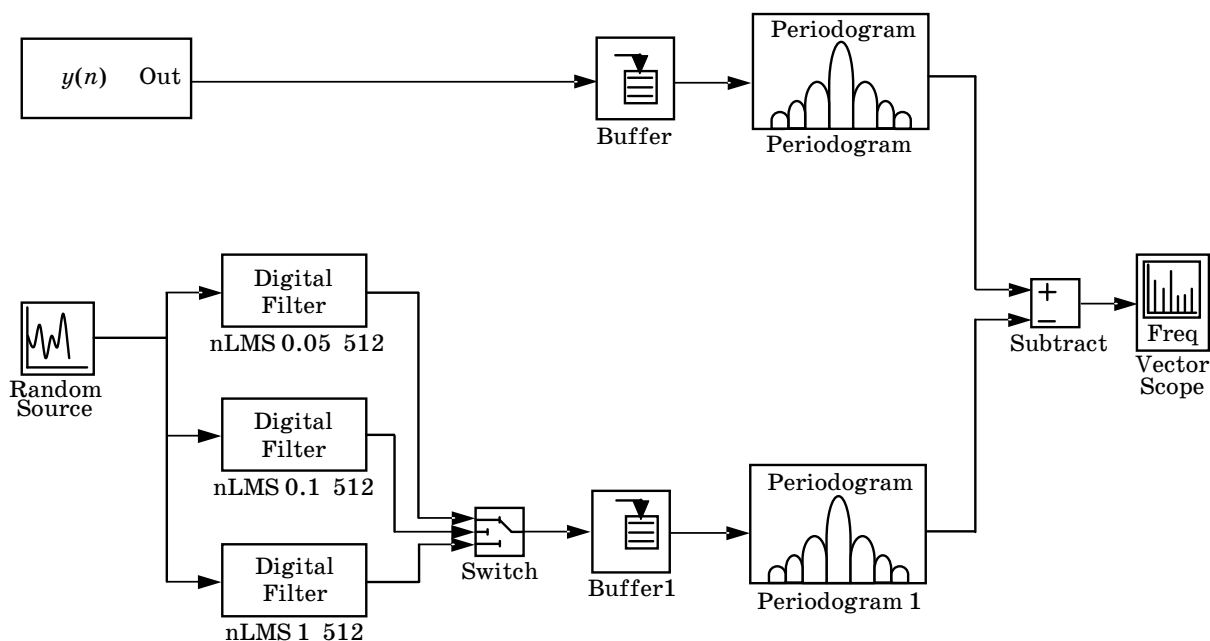 Periodogram
y(n) Out
Buffer
Periodogram
Digital
Filter
nLMS 0.05 512
Random
Source
Digital
Filter
nLMS 0.1 512
Digital
Filter
nLMS 1 512
Switch
Buffer1
Periodogram
Periodogram 1
+
−
Subtract
Freq
Vector
Scope